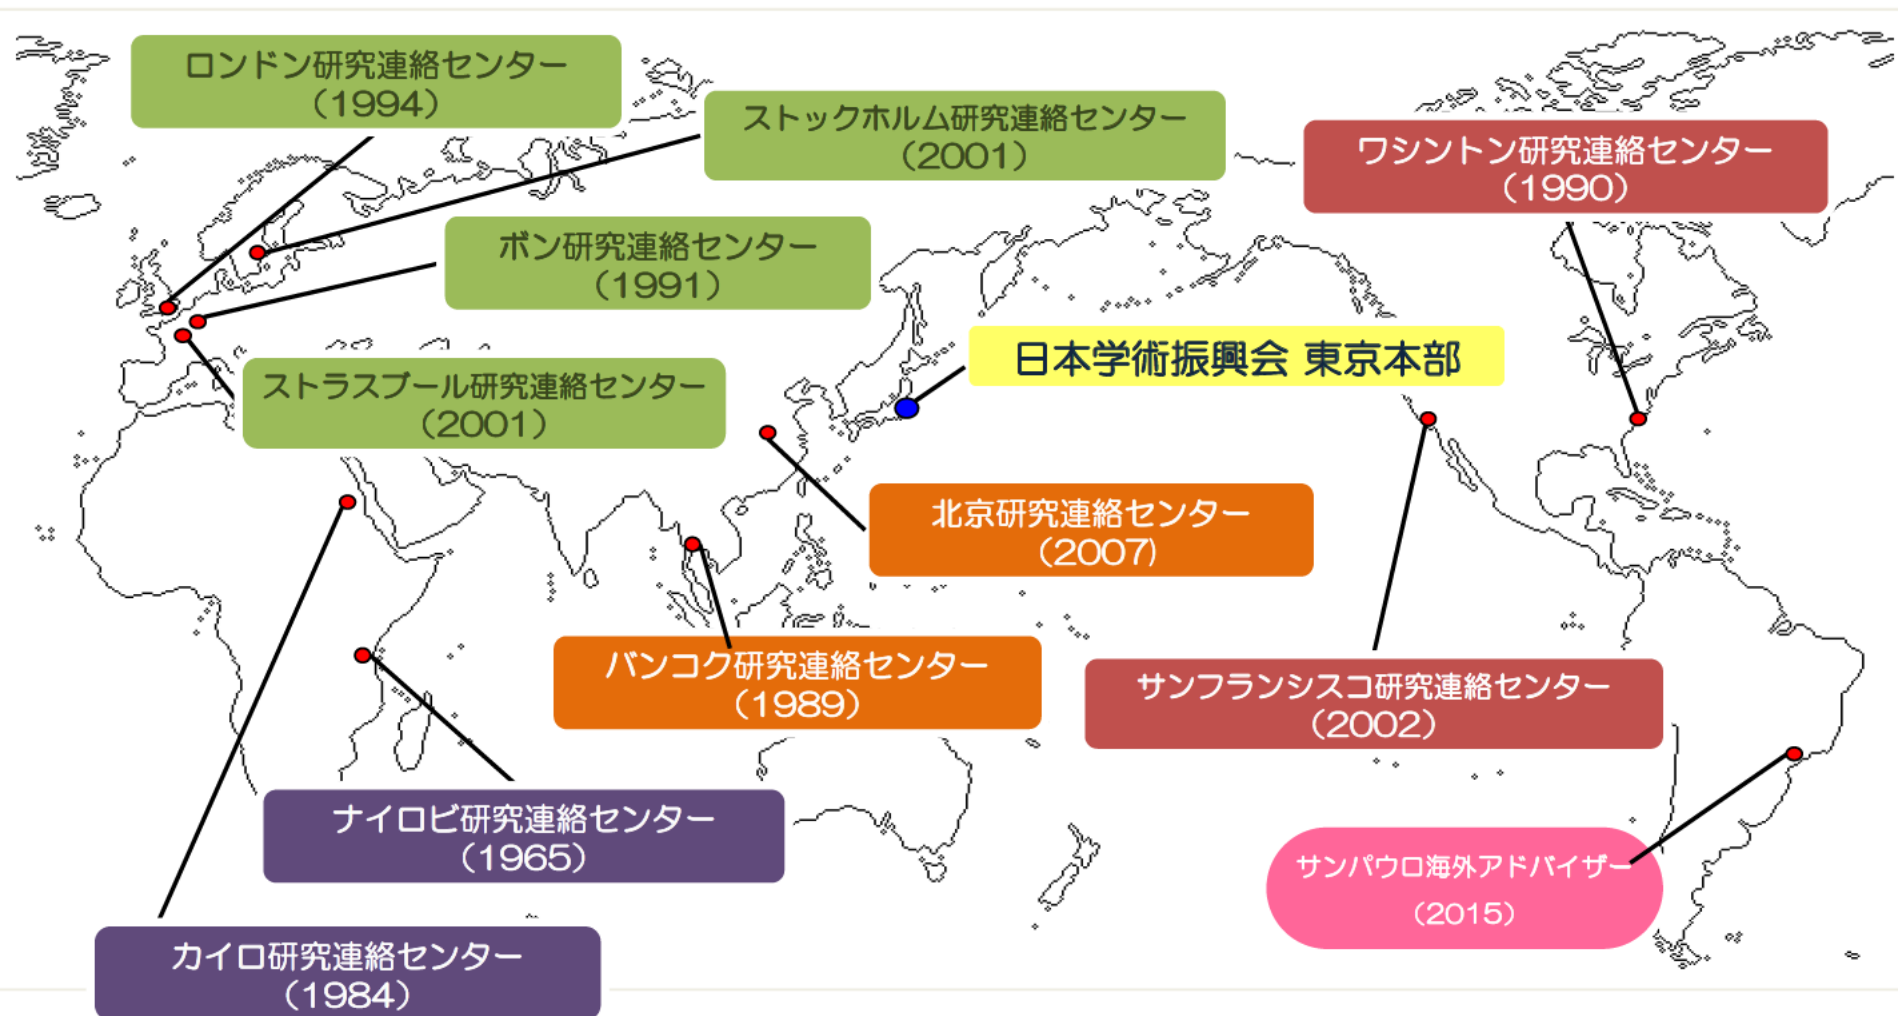 ロンドン研究連絡センター
（1994）
ストックホルム研究連絡センター
（2001）
ワシントン研究連絡センター
（1990）
ボン研究連絡センター
（1991）
日本学術振興会 東京本部
ストラスブール研究連絡センター
（2001）
北京研究連絡センター
（2007)
バンコク研究連絡センター
（1989）
サンフランシスコ研究連絡センター
（2002）
ナイロビ研究連絡センター
（1965）
サンパウロ海外アドバイザー
（2015）
カイロ研究連絡センター
（1984）